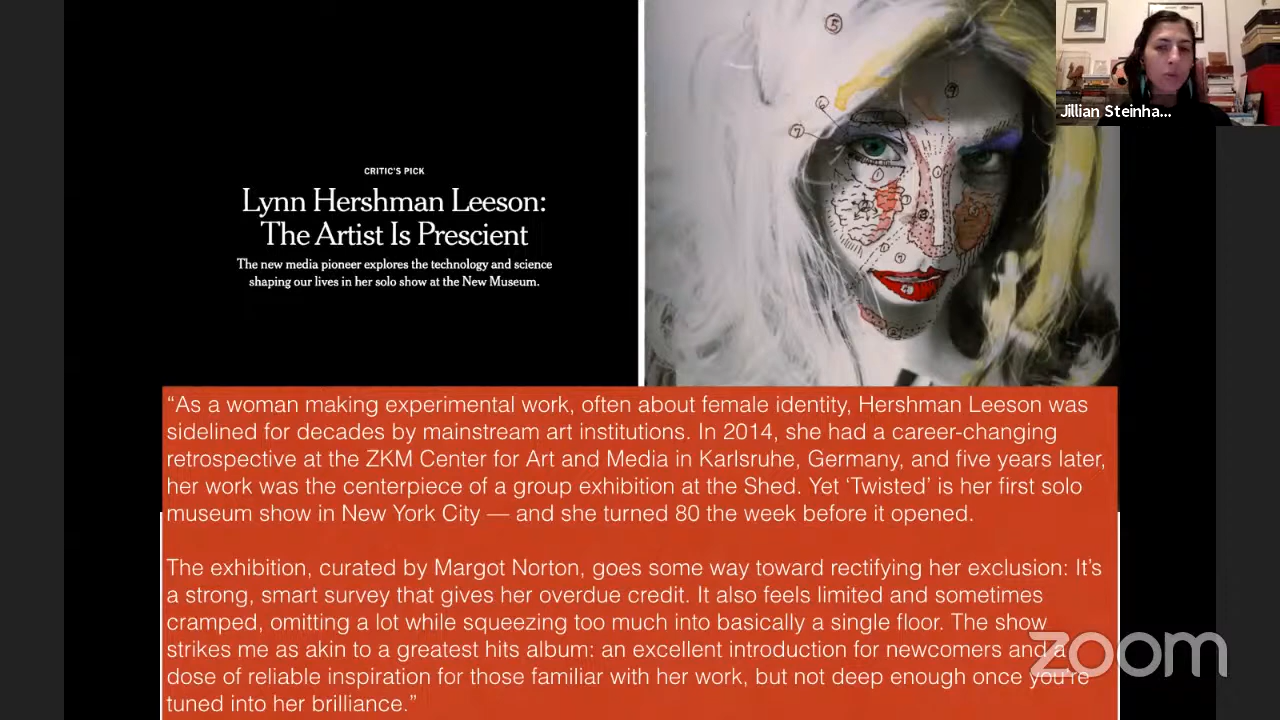 CRITIC'S PICK
Lynn Hershman Leeson:
The Artist Is Prescient
The new media pioneer explores the technology and science
shaping our lives in her solo show at the New Museum.
5
6
7
9
Jillian Steinha...
“As a woman making experimental work, often about female identity, Hershman Leeson was
sidelined for decades by mainstream art institutions. In 2014, she had a career-changing
retrospective at the ZKM Center for Art and Media in Karlsruhe, Germany, and five years later,
her work was the centerpiece of a group exhibition at the Shed. Yet ‘Twisted’ is her first solo
museum show in New York City — and she turned 80 the week before it opened.
The exhibition, curated by Margot Norton, goes some way toward rectifying her exclusion: It’s
a strong, smart survey that gives her overdue credit. It also feels limited and sometimes
cramped, omitting a lot while squeezing too much into basically a single floor. The show
strikes me as akin to a greatest hits album: an excellent introduction for newcomers and a
dose of reliable inspiration for those familiar with her work, but not deep enough once you’re
tuned into her brilliance.”
zoom